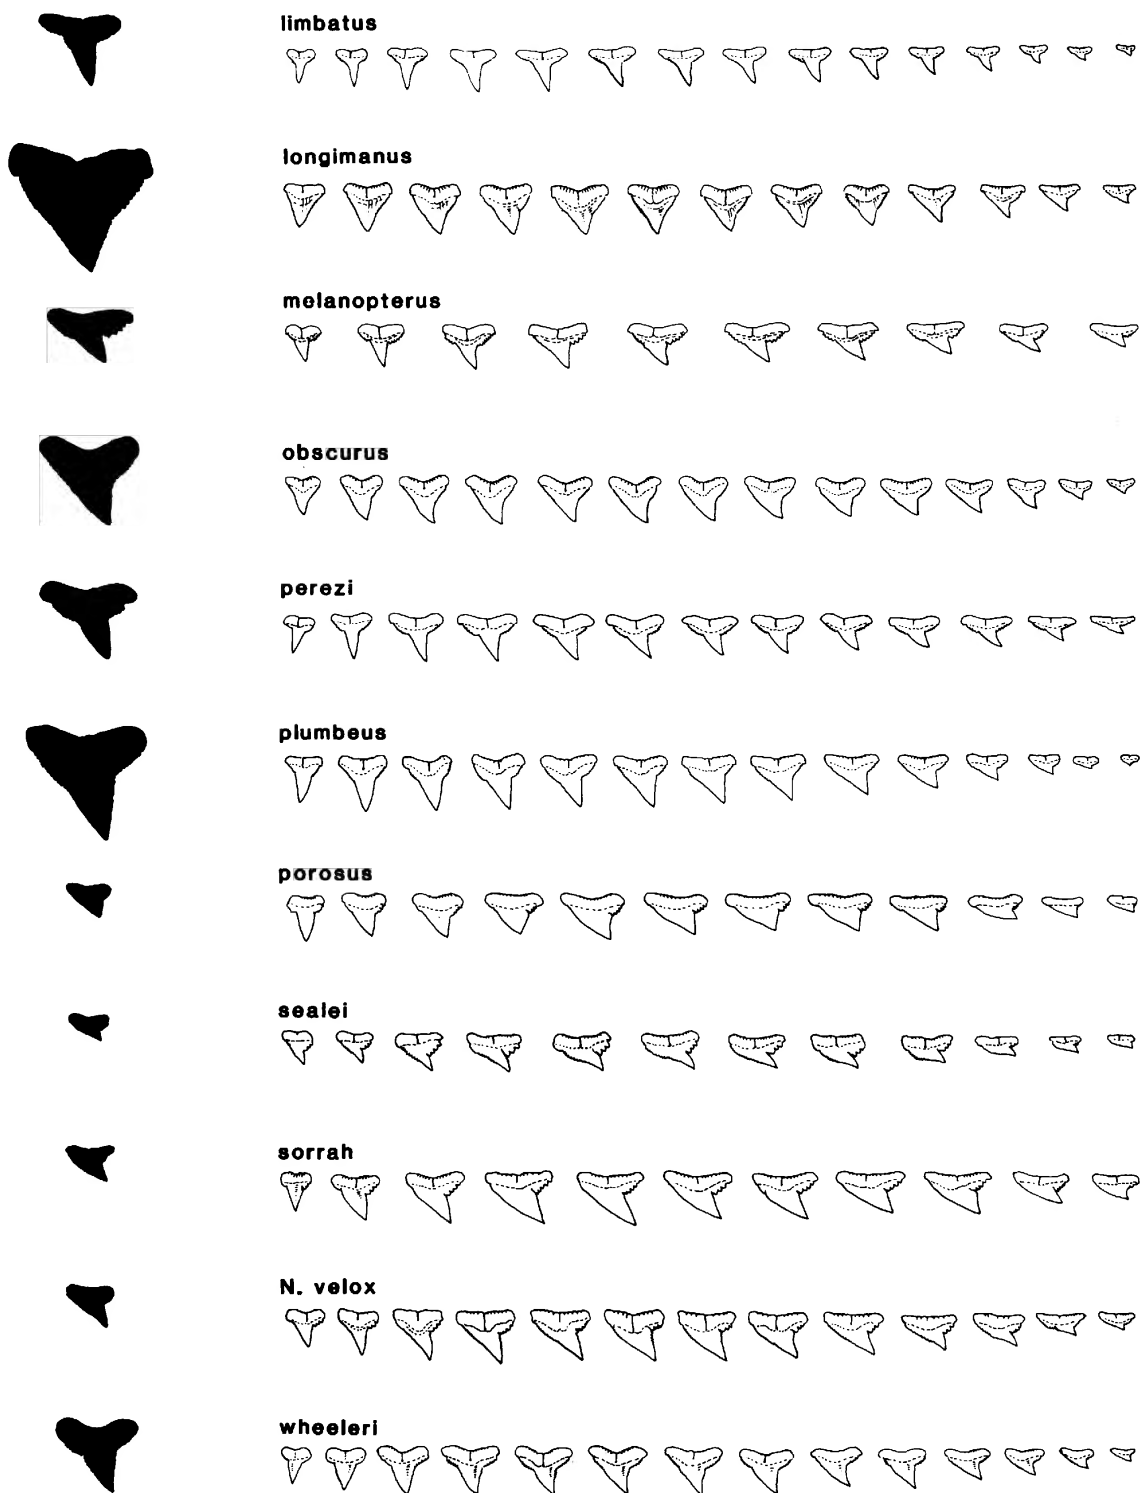 limbatus
longimanus
melanopterus
obscurus
perezi
plumbeus
porosus
sealei
sorrah
N. velox
wheeleri